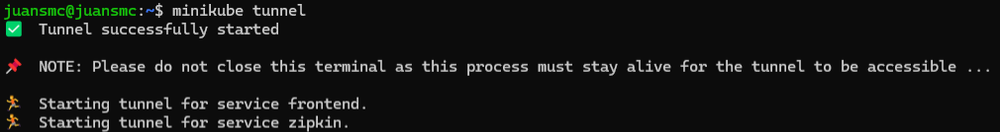 juansmc@juansmc:~$ minikube tunnel
✅ Tunnel successfully started
📌 NOTE: Please do not close this terminal as this process must stay alive for the tunnel to be accessible ...
🏃 Starting tunnel for service frontend.
🏃 Starting tunnel for service zipkin.